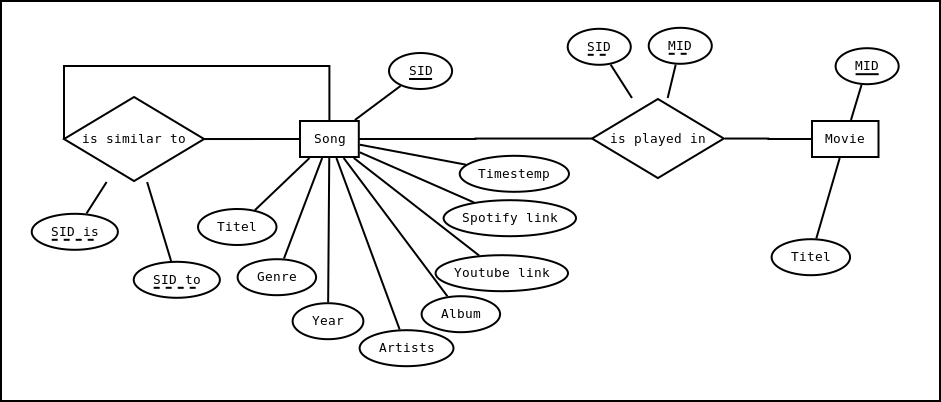 SID
MID
MID
SID
is similar to
Song
is played in
Movie
Timestemp
Spotify link
Titel
SID is
Titel
Youtube link
Genre
SID to
Album
Year
Artists